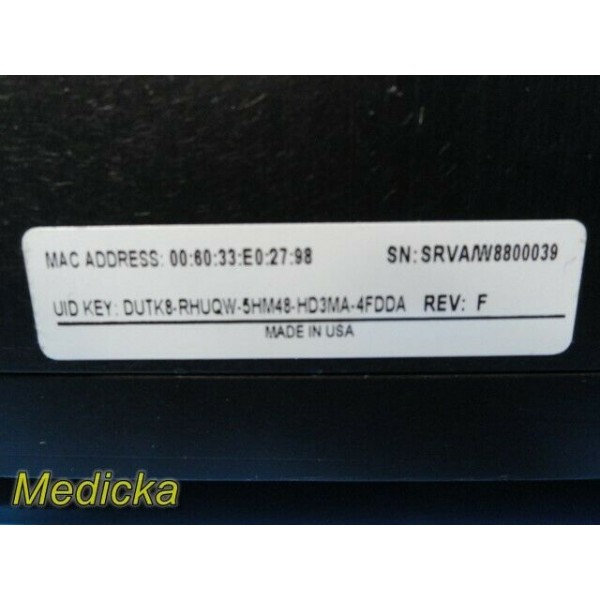 MAC ADDRESS: 00:60:33:E0:27:98 SN: SRVA/W8800039
UID KEY: DUTK8-RHUQW-5HM48-HD3MA-4FDDA REV: F
MADE IN USA
Medicka